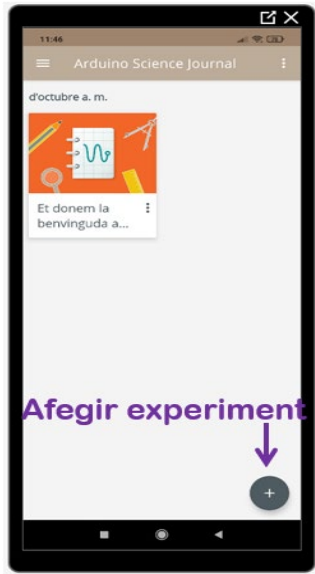 11:46
Arduino Science Journal
d'octubre a. m.
Et donem la
benvinguda a...
Afegir experiment